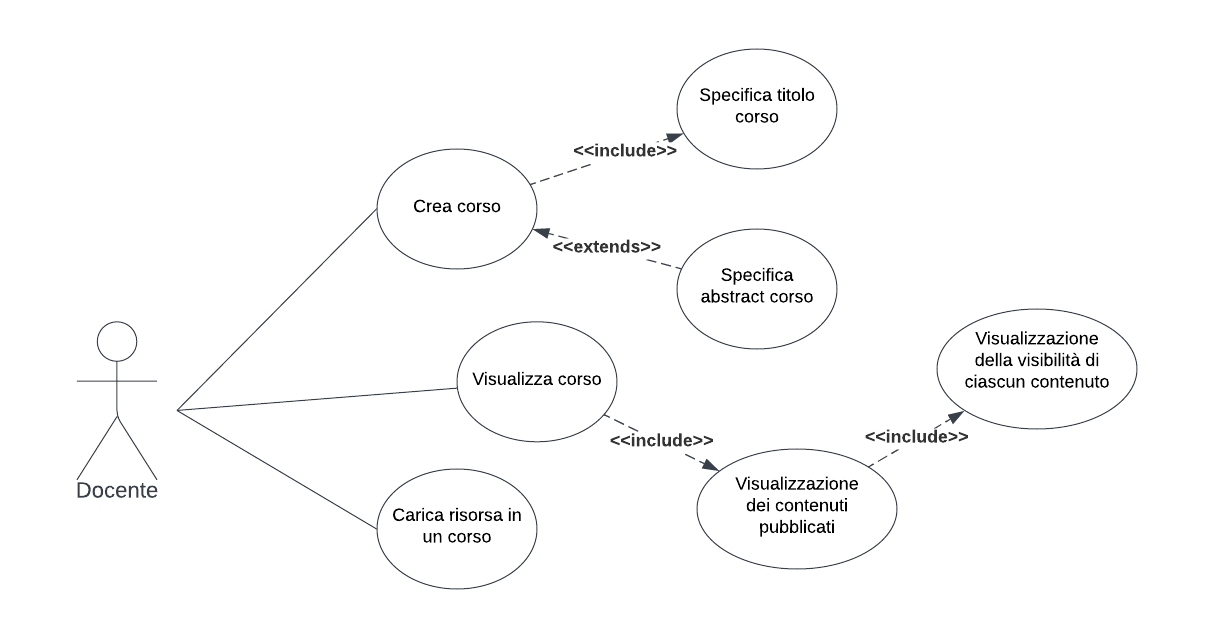 Specifica titolo
corso
<<include>>
Crea corso
<<extends>>
Specifica
abstract corso
Visualizzazione
della visibilità di
ciascun contenuto
Visualizza corso
<<include>>
<<include>>
Visualizzazione
dei contenuti
pubblicati
Docente
Carica risorsa in
un corso